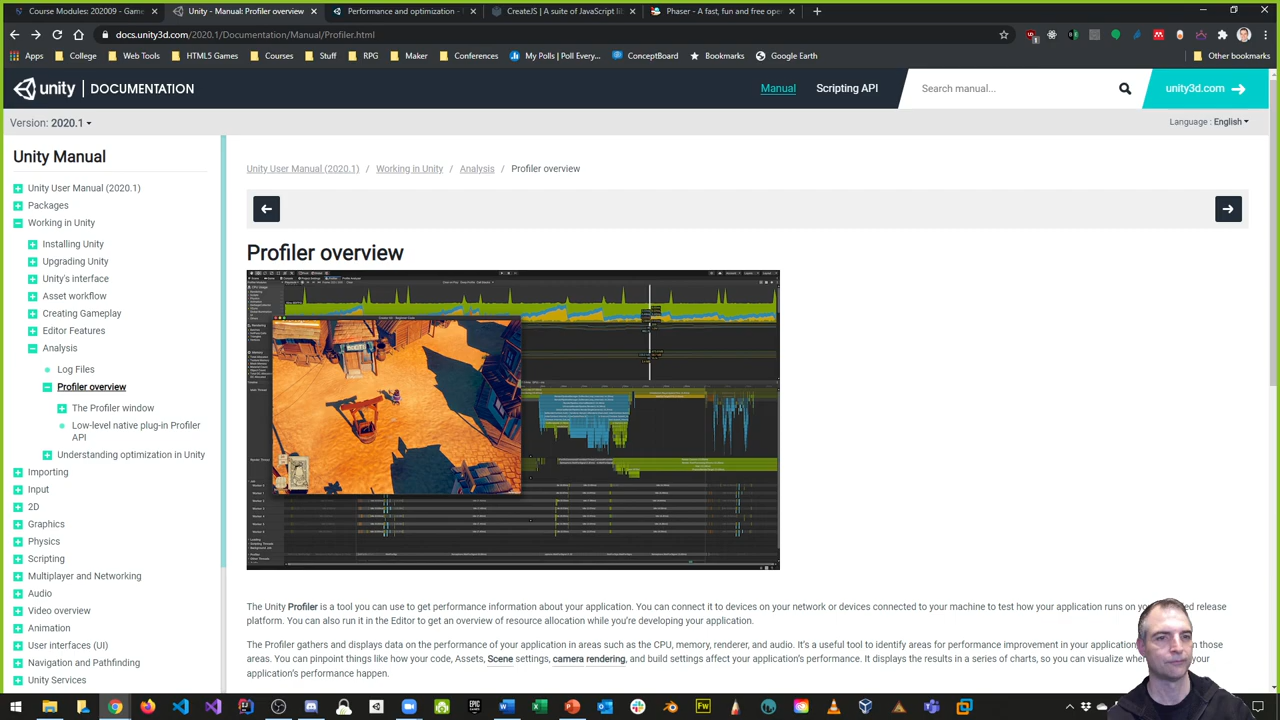 Course Modules: 202009 - Game
Unity - Manual: Profiler overview
Performance and optimization -
CreateJS | A suite of JavaScript lib
Phaser - A fast, fun and free open
docs.unity3d.com/2020.1/Documentation/Manual/Profiler.html
Apps College Web Tools HTML5 Games Courses Stuff RPG Maker Conferences My Polls | Poll Every... ConceptBoard Bookmarks Google Earth Other bookmarks
unity | DOCUMENTATION
Manual Scripting API Search manual... unity3d.com
Version: 2020.1
Language : English
Unity Manual
Unity User Manual (2020.1)
Packages
Working in Unity
Installing Unity
Upgrading Unity
Unity's interface
Asset workflow
Creating Gameplay
Editor Features
Analysis
Log Files
Profiler overview
The Profiler window
Low-level native plug-in Profiler
API
Understanding optimization in Unity
Importing
Input
2D
Graphics
Physics
Scripting
Multiplayer and Networking
Audio
Video overview
Animation
User interfaces (UI)
Navigation and Pathfinding
Unity Services
Unity User Manual (2020.1) / Working in Unity / Analysis / Profiler overview
Profiler overview
The Unity Profiler is a tool you can use to get performance information about your application. You can connect it to devices on your network or devices connected to your machine to test how your application runs on release
platform. You can also run it in the Editor to get an overview of resource allocation while you're developing your application.
The Profiler gathers and displays data on the performance of your application in areas such as the CPU, memory, renderer, and audio. It's a useful tool to identify areas for performance improvement in your application, those
areas. You can pinpoint things like how your code, Assets, Scene settings, camera rendering, and build settings affect your application's performance. It displays the results in a series of charts, so you can visualize your
application's performance happen.